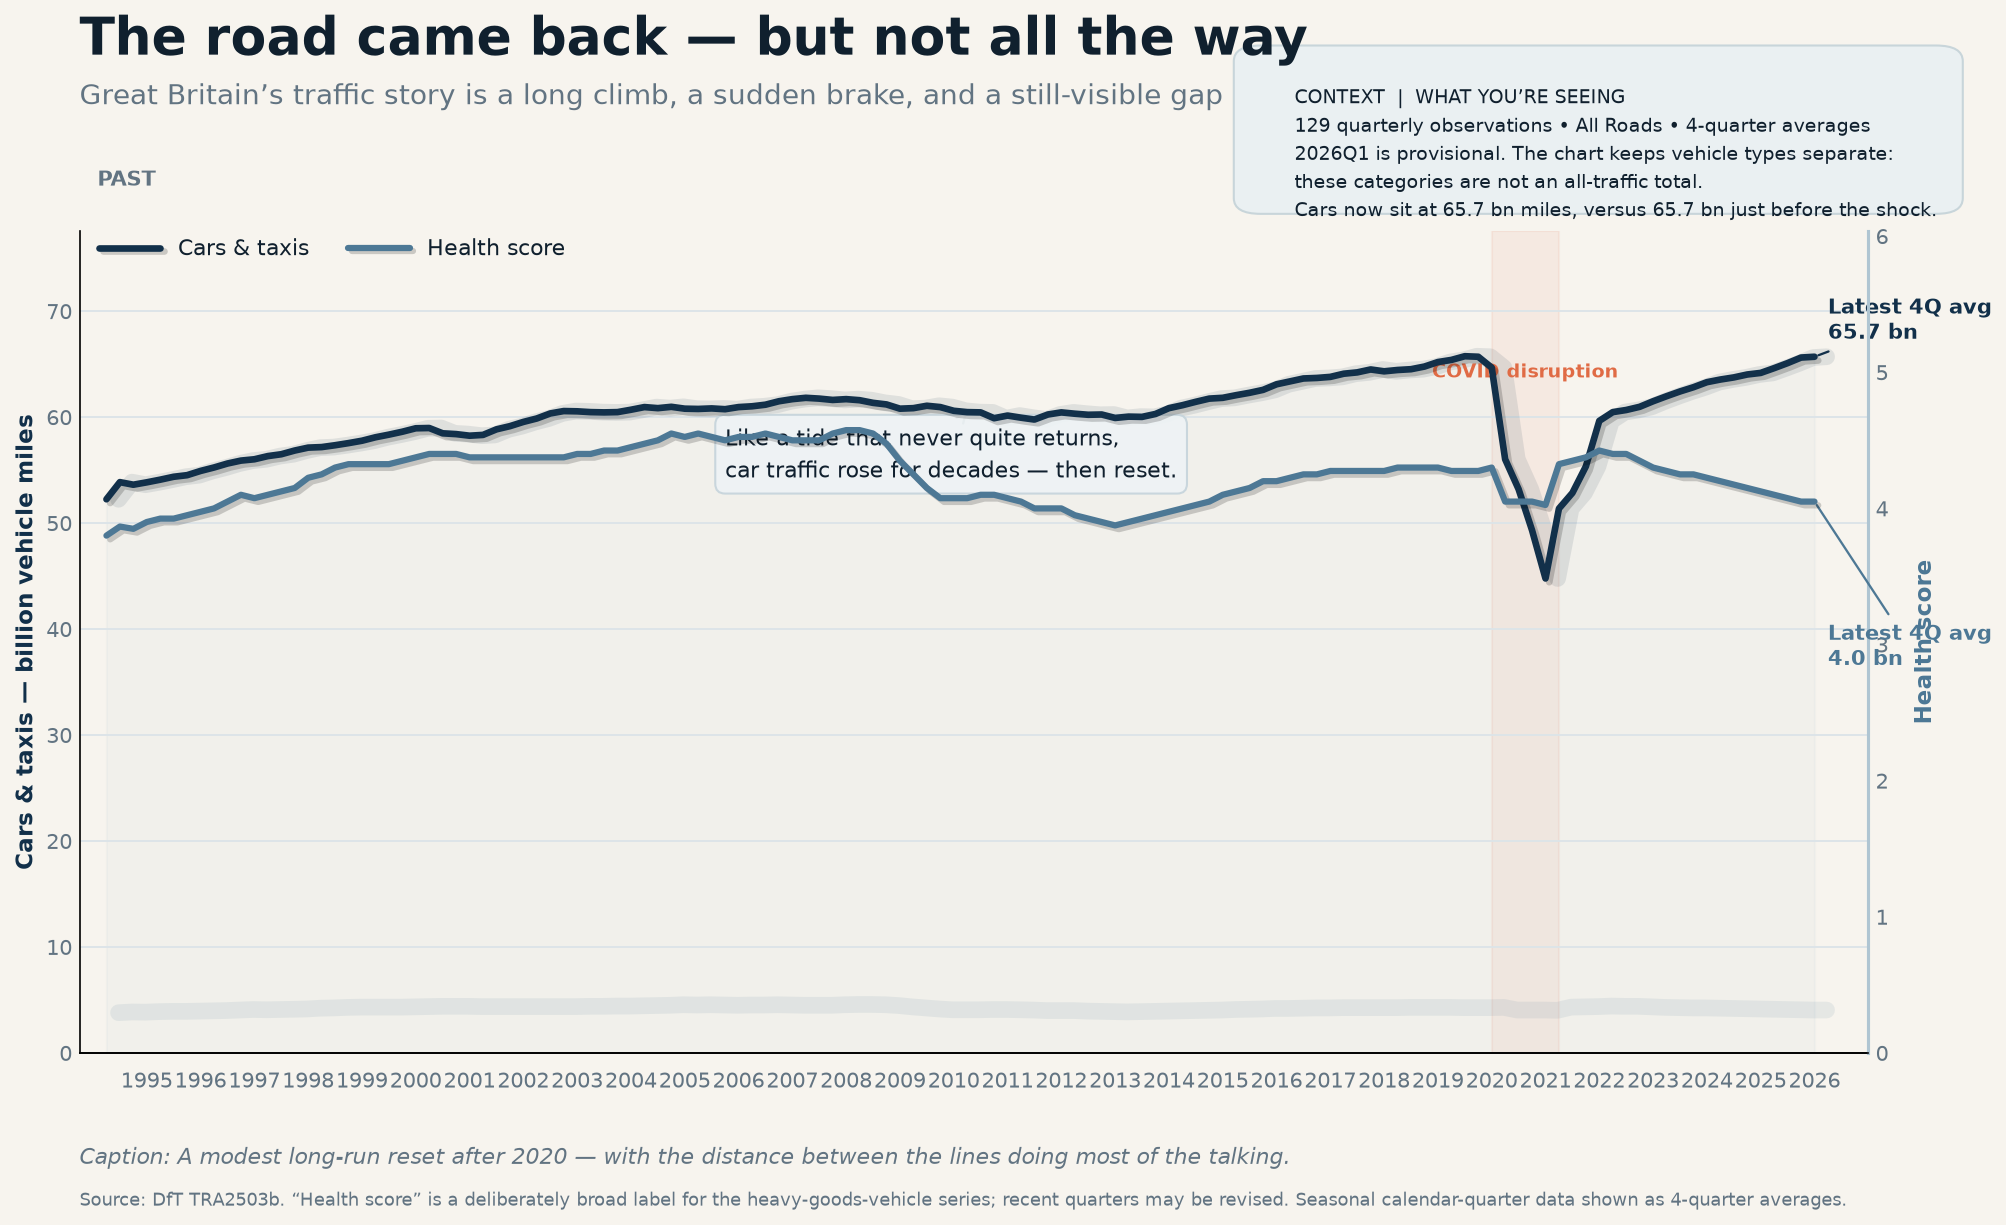 The road came back — but not all the way
Great Britain’s traffic story is a long climb, a sudden brake, and a still-visible gap
CONTEXT | WHAT YOU’RE SEEING
129 quarterly observations • All Roads • 4-quarter averages
2026Q1 is provisional. The chart keeps vehicle types separate:
these categories are not an all-traffic total.
Cars now sit at 65.7 bn miles, versus 65.7 bn just before the shock.
PAST
Cars & taxis
Health score
Cars & taxis — billion vehicle miles
70
60
50
40
30
20
10
0
6
5
4
3
2
1
0
Health score
Latest 4Q avg
65.7 bn
COVID disruption
Like a tide that never quite returns,
car traffic rose for decades — then reset.
Latest 4Q avg
4.0 bn
1995 1996 1997 1998 1999 2000 2001 2002 2003 2004 2005 2006 2007 2008 2009 2010 2011 2012 2013 2014 2015 2016 2017 2018 2019 2020 2021 2022 2023 2024 2025 2026
Caption: A modest long-run reset after 2020 — with the distance between the lines doing most of the talking.
Source: DfT TRA2503b. “Health score” is a deliberately broad label for the heavy-goods-vehicle series; recent quarters may be revised. Seasonal calendar-quarter data shown as 4-quarter averages.